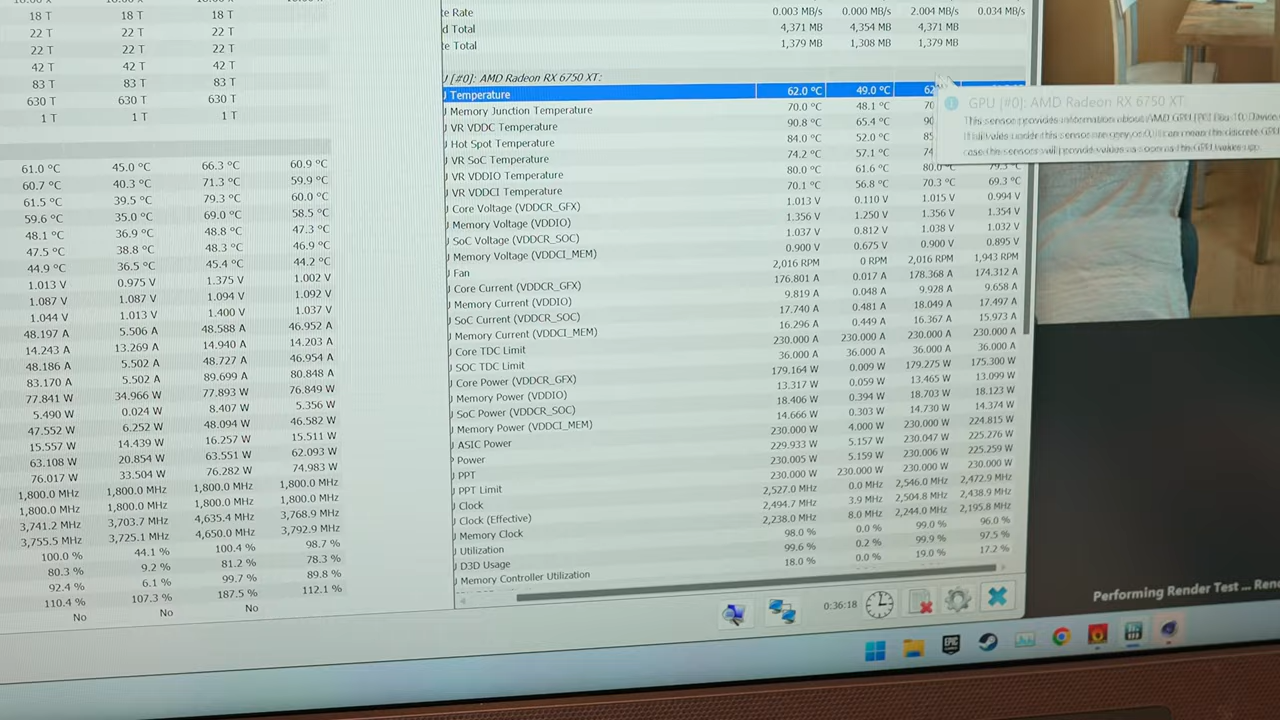 18 T 18 T 18 T
22 T 22 T 22 T
22 T 22 T 22 T
42 T 42 T 42 T
83 T 83 T 83 T
630 T 630 T 630 T
1 T 1 T 1 T
61.0 °C 45.0 °C 66.3 °C 60.9 °C
60.7 °C 40.3 °C 71.3 °C 59.9 °C
61.5 °C 39.5 °C 79.3 °C 60.0 °C
59.6 °C 35.0 °C 69.0 °C 58.5 °C
48.1 °C 36.9 °C 48.8 °C 47.3 °C
47.5 °C 38.8 °C 48.3 °C 46.9 °C
44.9 °C 36.5 °C 45.4 °C 44.2 °C
1.013 V 0.975 V 1.375 V 1.002 V
1.087 V 1.087 V 1.094 V 1.092 V
1.044 V 1.013 V 1.400 V 1.037 V
48.197 A 5.506 A 48.588 A 46.952 A
14.243 A 13.269 A 14.940 A 14.203 A
48.186 A 5.502 A 48.727 A 46.954 A
83.170 A 5.502 A 89.699 A 80.848 A
77.841 W 34.966 W 77.893 W 76.849 W
5.490 W 0.024 W 8.407 W 5.356 W
47.552 W 6.252 W 48.094 W 46.582 W
15.557 W 14.439 W 16.257 W 15.511 W
63.108 W 20.854 W 63.551 W 62.093 W
76.017 W 33.504 W 76.282 W 74.983 W
1,800.0 MHz 1,800.0 MHz 1,800.0 MHz 1,800.0 MHz
1,800.0 MHz 1,800.0 MHz 1,800.0 MHz 1,800.0 MHz
3,741.2 MHz 3,703.7 MHz 4,635.4 MHz 3,768.9 MHz
3,755.5 MHz 3,725.1 MHz 4,650.0 MHz 3,792.9 MHz
100.0 % 44.1 % 100.4 % 98.7 %
80.3 % 9.2 % 81.2 % 78.3 %
92.4 % 6.1 % 99.7 % 89.8 %
110.4 % 107.3 % 187.5 % 112.1 %
No No No
Rate 0.003 MB/s 0.000 MB/s 2.004 MB/s 0.034 MB/s
Total 4,371 MB 4,354 MB 4,371 MB
Total 1,379 MB 1,308 MB 1,379 MB
[#0]: AMD Radeon RX 6750 XT:
Temperature 62.0 °C 49.0 °C 62
Memory Junction Temperature 70.0 °C 48.1 °C 70
VR VDDC Temperature 90.8 °C 65.4 °C 90
Hot Spot Temperature 84.0 °C 52.0 °C 85
VR SoC Temperature 74.2 °C 57.1 °C 74
VR VDDIO Temperature 80.0 °C 61.6 °C 80.0 °C 79.3 °C
VR VDDCI Temperature 70.1 °C 56.8 °C 70.3 °C 69.3 °C
Core Voltage (VDDCR_GFX) 1.013 V 0.110 V 1.015 V 0.994 V
Memory Voltage (VDDIO) 1.356 V 1.250 V 1.356 V 1.354 V
SoC Voltage (VDDCR_SOC) 1.037 V 0.812 V 1.038 V 1.032 V
Memory Voltage (VDDCI_MEM) 0.900 V 0.675 V 0.900 V 0.895 V
Fan 2,016 RPM 0 RPM 2,016 RPM 1,943 RPM
Core Current (VDDCR_GFX) 176.801 A 0.017 A 178.368 A 174.312 A
Memory Current (VDDIO) 9.819 A 0.048 A 9.928 A 9.658 A
SoC Current (VDDCR_SOC) 17.740 A 0.481 A 18.049 A 17.497 A
Memory Current (VDDCI_MEM) 16.296 A 0.449 A 16.367 A 15.973 A
Core TDC Limit 230.000 A 230.000 A 230.000 A 230.000 A
SOC TDC Limit 36.000 A 36.000 A 36.000 A 36.000 A
Core Power (VDDCR_GFX) 179.164 W 0.009 W 179.275 W 175.300 W
Memory Power (VDDIO) 13.317 W 0.059 W 13.465 W 13.099 W
SoC Power (VDDCR_SOC) 18.406 W 0.394 W 18.703 W 18.123 W
Memory Power (VDDCI_MEM) 14.666 W 0.303 W 14.730 W 14.374 W
ASIC Power 230.000 W 4.000 W 230.000 W 224.815 W
Power 229.933 W 5.157 W 230.047 W 225.276 W
PPT 230.005 W 5.159 W 230.006 W 225.259 W
PPT Limit 230.000 W 230.000 W 230.000 W 230.000 W
Clock 2,527.0 MHz 0.0 MHz 2,546.0 MHz 2,472.9 MHz
Clock (Effective) 2,494.7 MHz 3.9 MHz 2,504.8 MHz 2,438.9 MHz
Memory Clock 2,238.0 MHz 8.0 MHz 2,244.0 MHz 2,195.8 MHz
Utilization 98.0 % 0.0 % 99.0 % 96.0 %
D3D Usage 99.6 % 0.2 % 99.9 % 97.5 %
Memory Controller Utilization 18.0 % 0.0 % 19.0 % 17.2 %
GPU [#0]: AMD Radeon RX 6750 XT:
This sensor provides information about AMD GPU
0:36:18
Performing Render Test ... Ren
EPIC